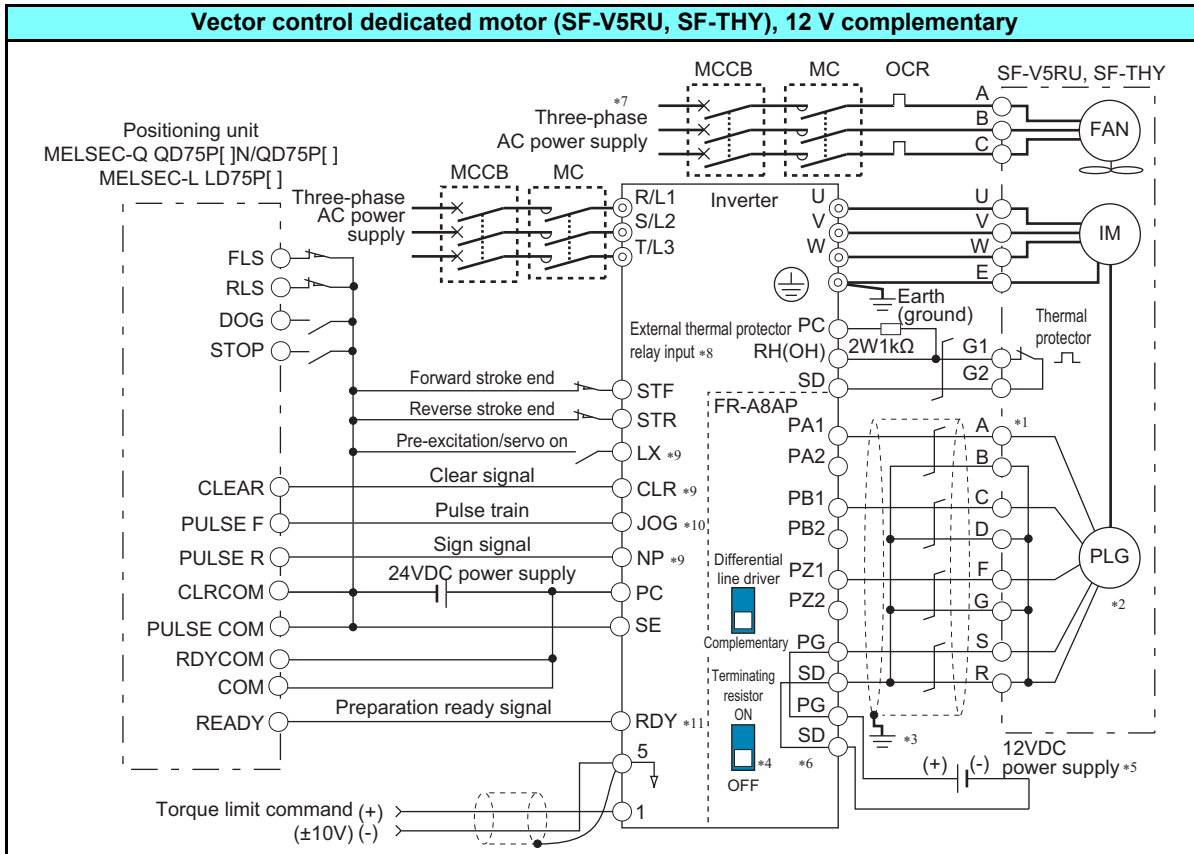 Vector control dedicated motor (SF-V5RU, SF-THY), 12 V complementary
MCCB
MC
OCR
SF-V5RU, SF-THY
*7
Three-phase
AC power supply
A
B
C
FAN
Positioning unit
MELSEC-Q QD75P[ ]N/QD75P[ ]
MELSEC-L LD75P[ ]
MCCB
MC
Three-phase
AC power
supply
R/L1
S/L2
T/L3
Inverter
U
V
W
U
V
W
E
IM
Earth
(ground)
FLS
RLS
DOG
STOP
External thermal protector
relay input *8
PC
RH(OH)
SD
2W1kΩ
G1
G2
Thermal
protector
Forward stroke end
STF
Reverse stroke end
STR
Pre-excitation/servo on
LX *9
CLEAR
Clear signal
CLR *9
PULSE F
Pulse train
JOG *10
PULSE R
Sign signal
NP *9
CLRCOM
24VDC power supply
PC
PULSE COM
SE
RDYCOM
COM
READY
Preparation ready signal
RDY *11
5
1
Torque limit command (+)
(±10V) (-)
FR-A8AP
PA1
PA2
PB1
PB2
PZ1
PZ2
PG
SD
PG
SD
*6
Differential
line driver
Complementary
Terminating
resistor
ON
*4
OFF
A
*1
B
C
D
F
G
S
R
PLG
*2
*3
(+)
(-)
12VDC
power supply *5